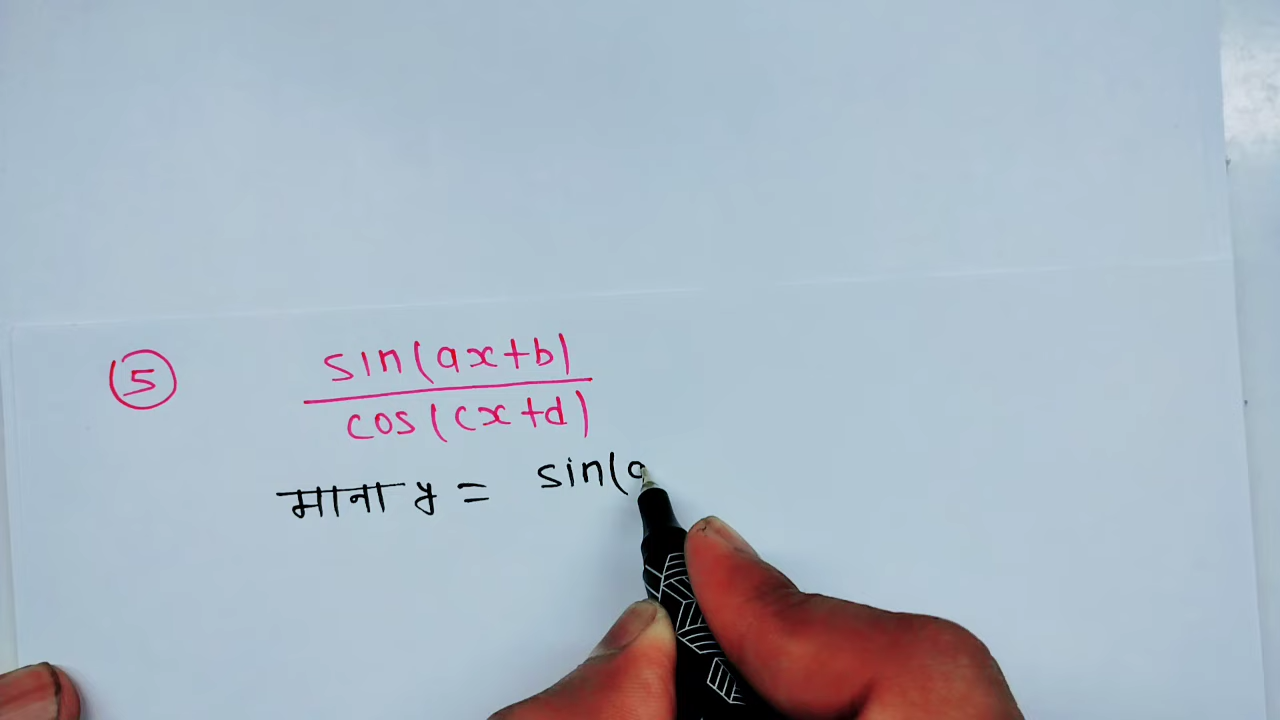 ⑤ sin(ax+b)
cos(cx+d)
माना y = sin(a